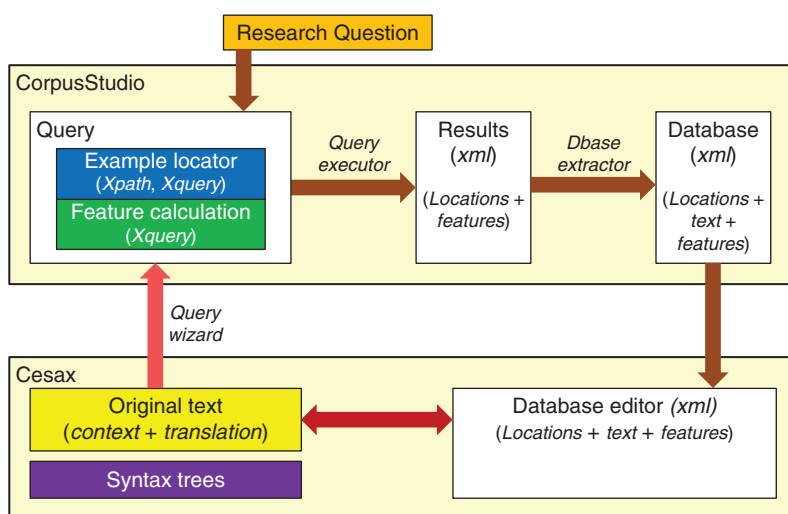 Research Question
CorpusStudio
Query
Example locator
(Xpath, Xquery)
Feature calculation
(Xquery)
Query
executor
Results
(xml)
(Locations +
features)
Dbase
extractor
Database
(xml)
(Locations +
text +
features)
Query
wizard
Cesax
Original text
(context + translation)
Syntax trees
Database editor (xml)
(Locations + text + features)